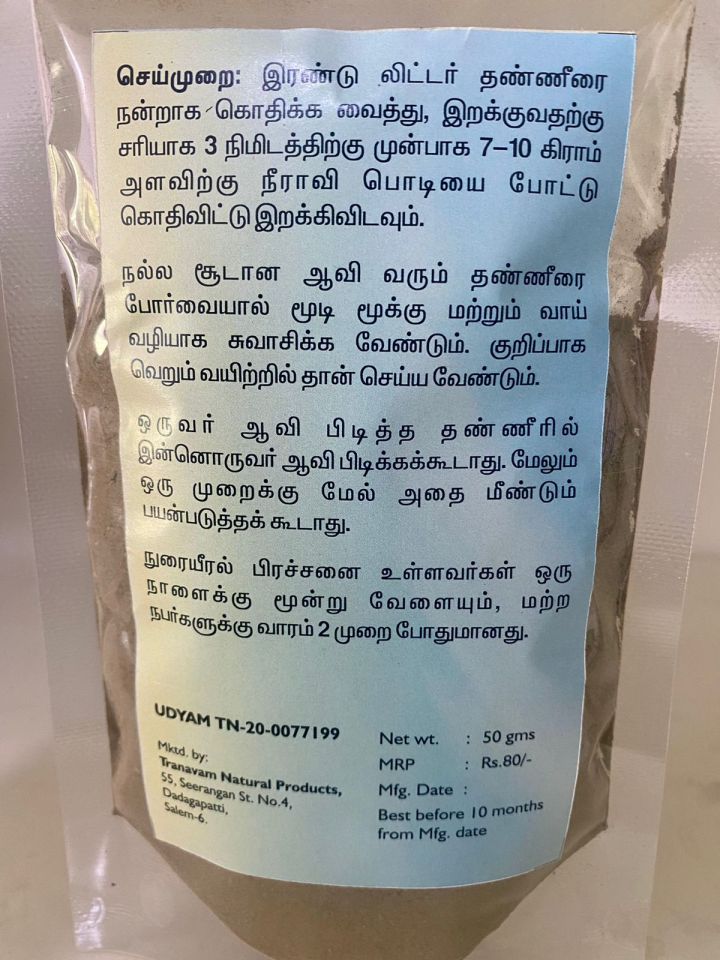 செய்முறை: இரண்டு லிட்டர் தண்ணீரை
நன்றாக கொதிக்க வைத்து, இறக்குவதற்கு
சரியாக 3 நிமிடத்திற்கு முன்பாக 7–10 கிராம்
அளவிற்கு நீராவி பொடியை போட்டு
கொதிவிட்டு இறக்கிவிடவும்.
நல்ல சூடான ஆவி வரும் தண்ணீரை
போர்வையால் மூடி மூக்கு மற்றும் வாய்
வழியாக சுவாசிக்க வேண்டும். குறிப்பாக
வெறும் வயிற்றில் தான் செய்ய வேண்டும்.
ஒருவர் ஆவி பிடித்த தண்ணீரில்
இன்னொருவர் ஆவி பிடிக்கக்கூடாது. மேலும்
ஒரு முறைக்கு மேல் அதை மீண்டும்
பயன்படுத்தக் கூடாது.
நுரையீரல் பிரச்சனை உள்ளவர்கள் ஒரு
நாளைக்கு மூன்று வேளையும், மற்ற
நபர்களுக்கு வாரம் 2 முறை போதுமானது.
UDYAM TN-20-0077199
Mktd. by:
Tranavam Natural Products,
55, Seerangan St. No.4,
Dadagapatti,
Salem-6.
Net wt. : 50 gms
MRP : Rs.80/-
Mfg. Date :
Best before 10 months
from Mfg. date